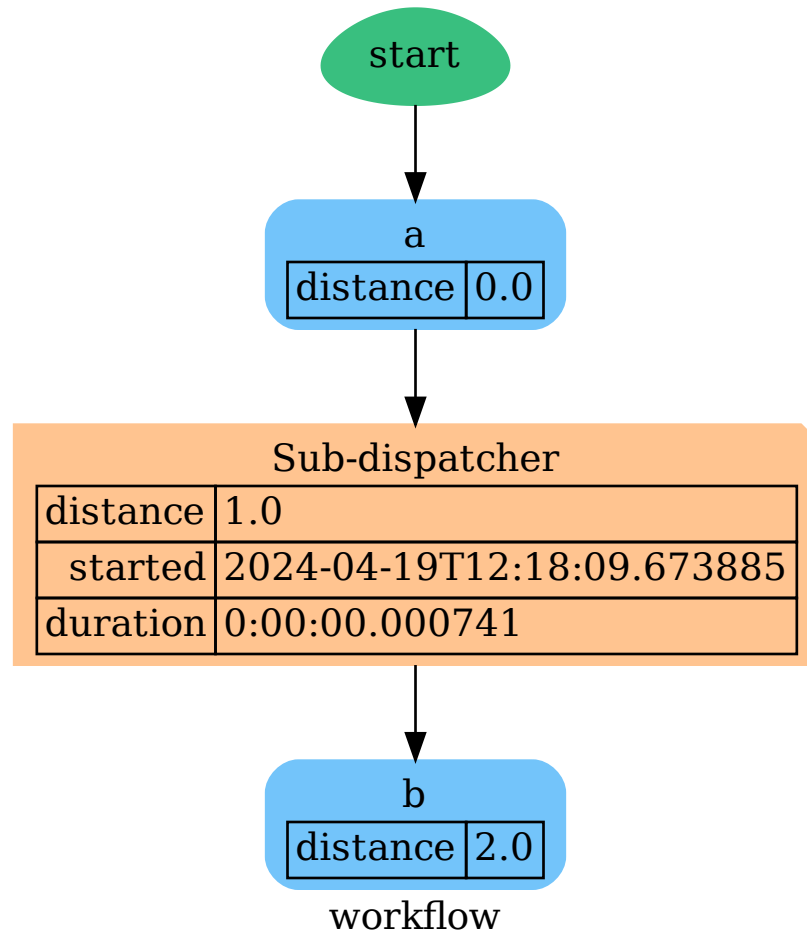 start
a
distance 0.0
Sub-dispatcher
distance 1.0
started 2024-04-19T12:18:09.673885
duration 0:00:00.000741
b
distance 2.0
workflow